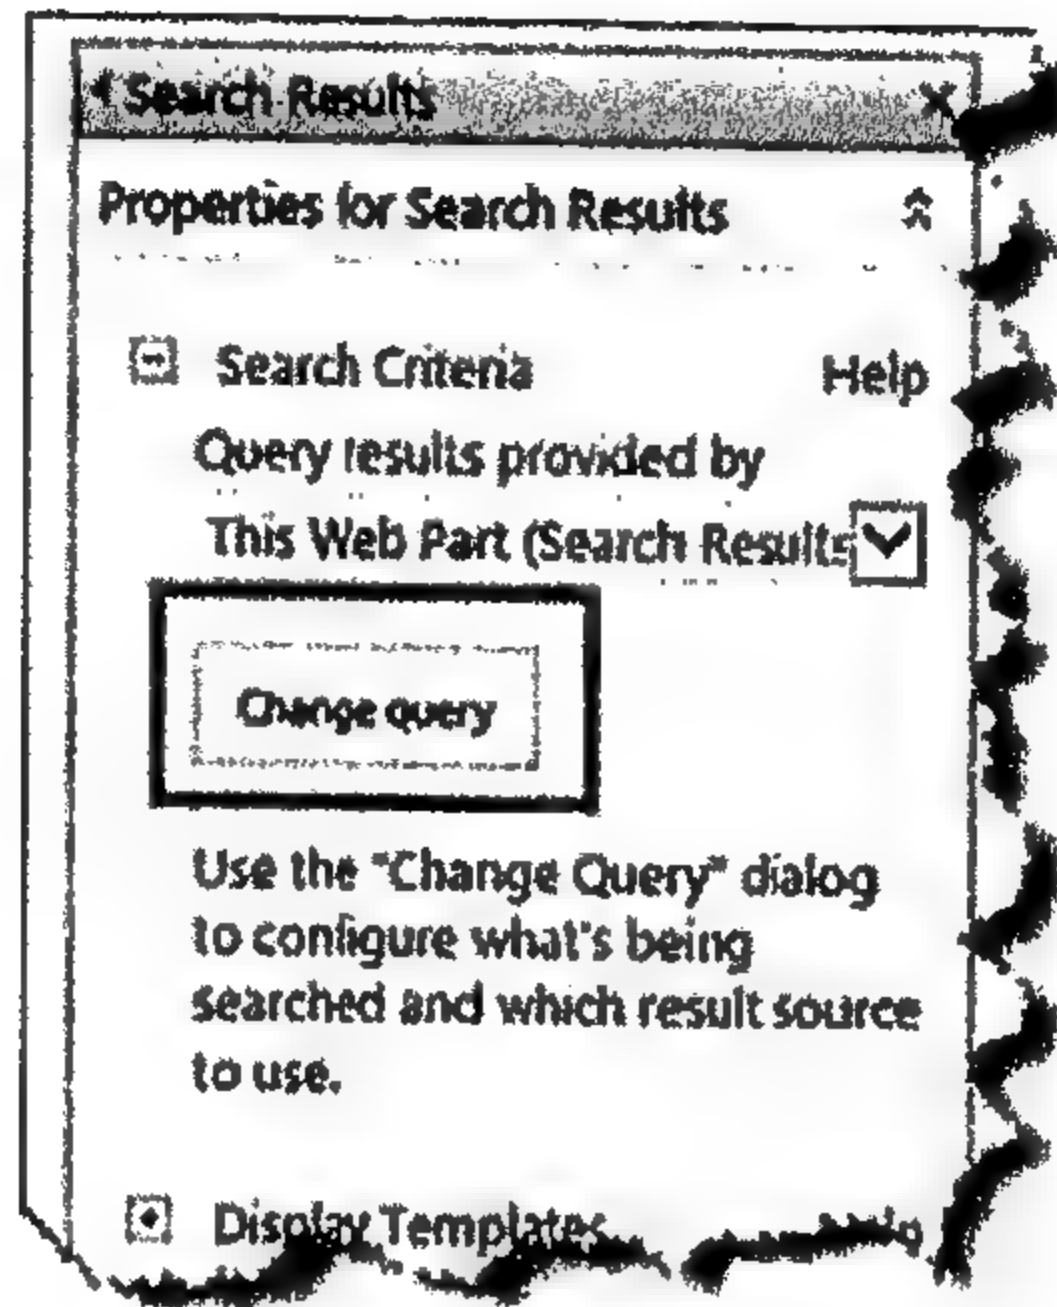 Search Results
Properties for Search Results
Search Criteria Help
Query results provided by
This Web Part (Search Results
Change query
Use the "Change Query" dialog
to configure what's being
searched and which result source
to use.
Display Templates Help